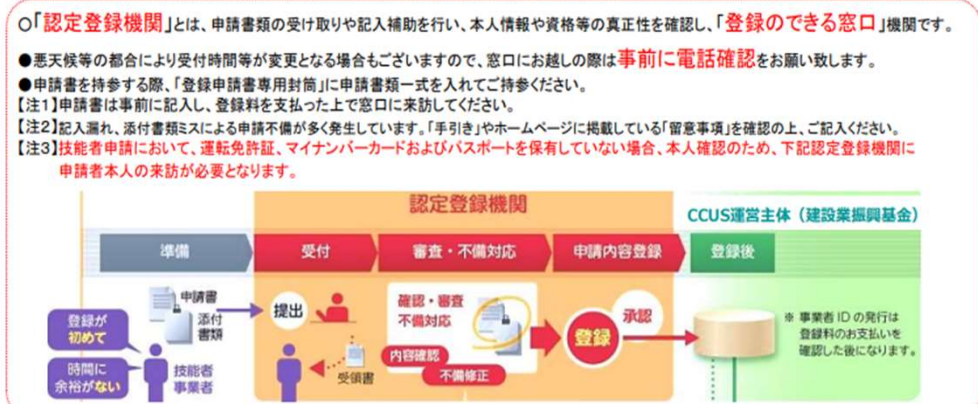 ○「認定登録機関」とは、申請書類の受け取りや記入補助を行い、本人情報や資格等の真正性を確認し、「登録のできる窓口」機関です。
●悪天候等の都合により受付時間等が変更となる場合もございますので、窓口にお越しの際は事前に電話確認をお願い致します。
●申請書を持参する際、「登録申請書専用封筒」に申請書類一式を入れてご持参ください。
【注1】申請書は事前に記入し、登録料を支払った上で窓口に来訪してください。
【注2】記入漏れ、添付書類ミスによる申請不備が多く発生しています。「手引き」やホームページに掲載している「留意事項」を確認の上、ご記入ください。
【注3】技能者申請において、運転免許証、マイナンバーカードおよびパスポートを保有していない場合、本人確認のため、下記認定登録機関に
申請者本人の来訪が必要となります。
認定登録機関
CCUS運営主体（建設業振興基金）
準備
受付
審査・不備対応
申請内容登録
登録後
申請書
添付
書類
登録が
初めて
時間に
余裕がない
技能者
事業者
提出
受領書
確認・審査
不備対応
内容確認
不備修正
登録
承認
※ 事業者 ID の発行は
登録料のお支払いを
確認した後になります。